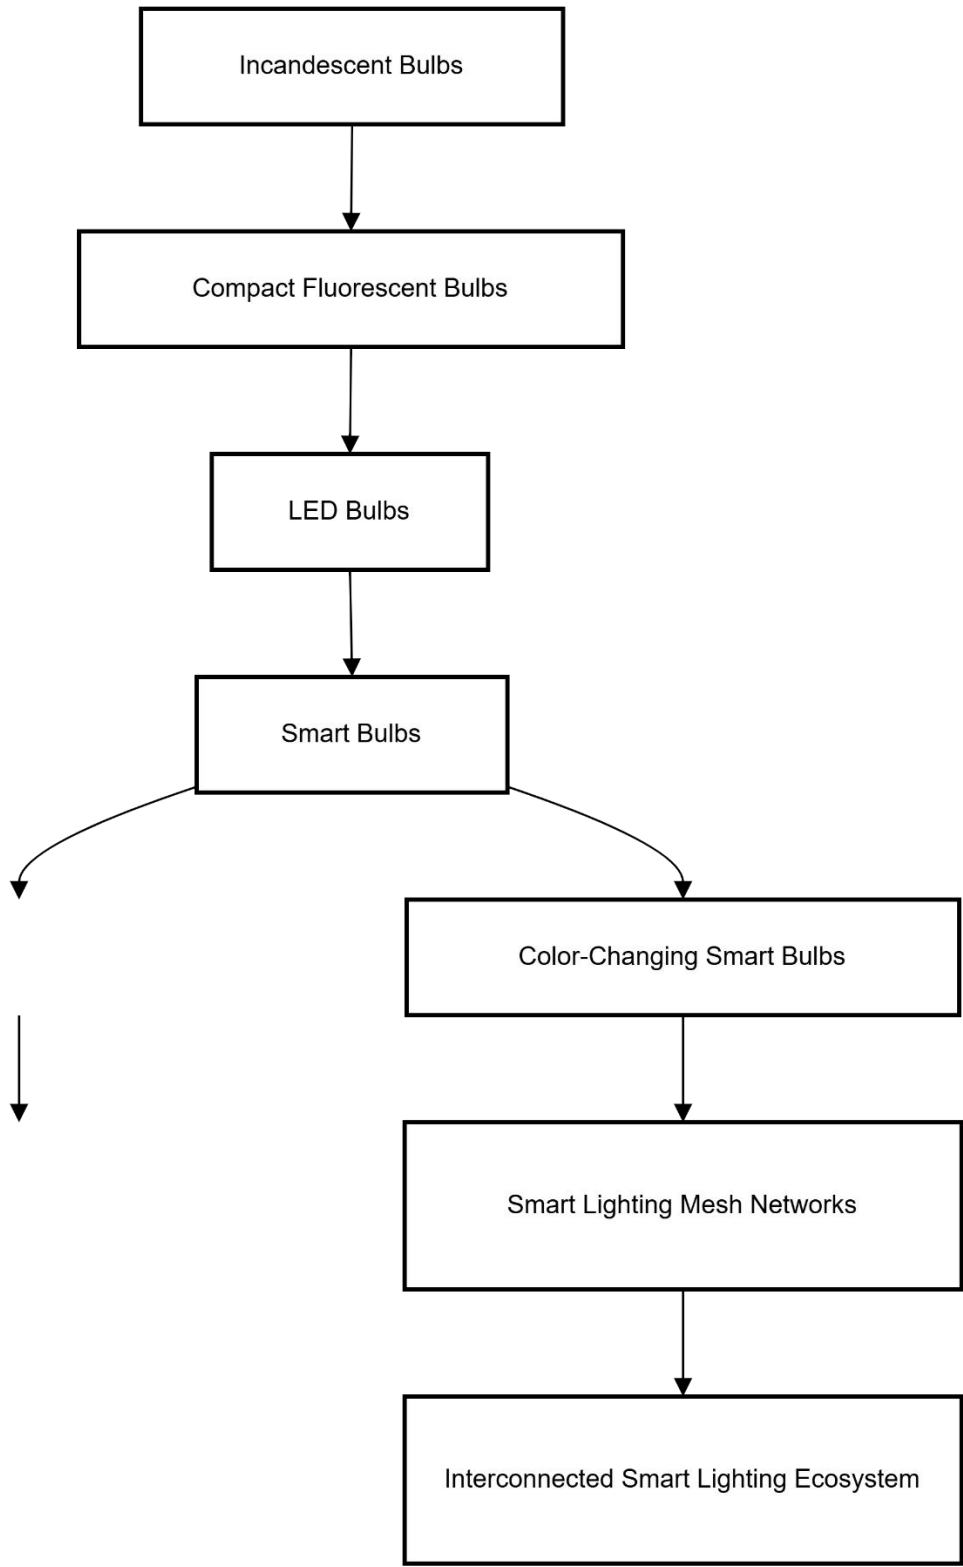 Incandescent Bulbs
Compact Fluorescent Bulbs
LED Bulbs
Smart Bulbs
Color-Changing Smart Bulbs
Smart Lighting Mesh Networks
Interconnected Smart Lighting Ecosystem